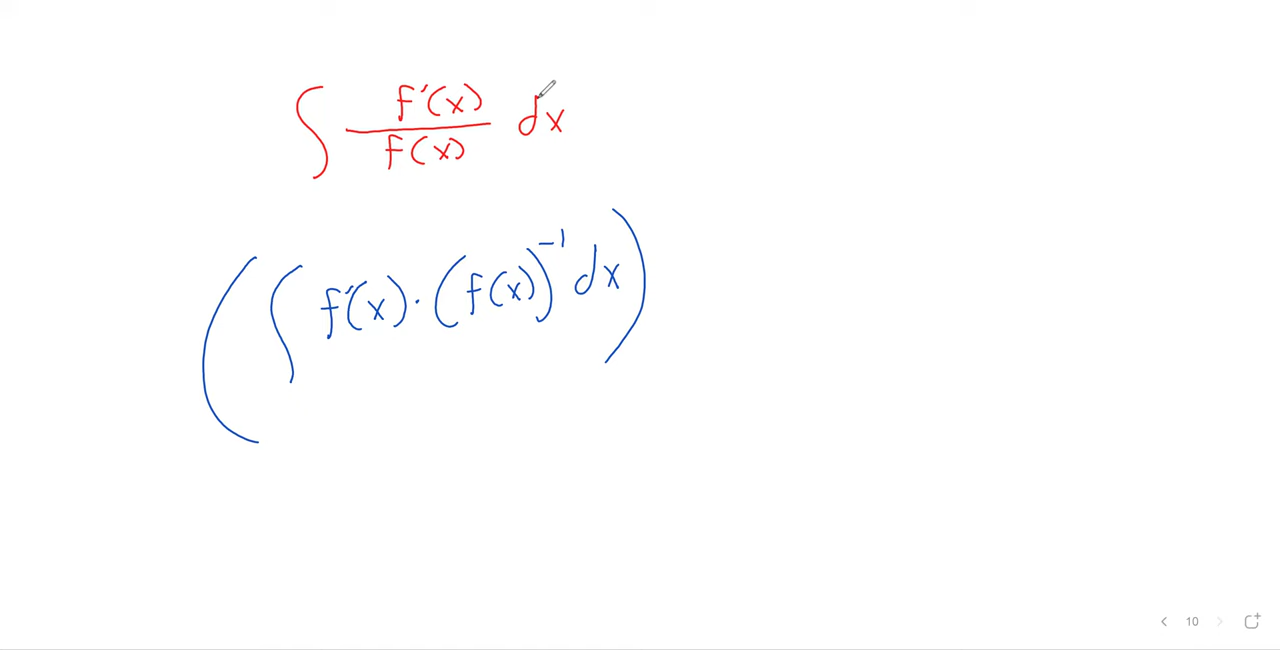 ∫ f'(x)/f(x) dx
(∫ f'(x)·(f(x))⁻¹ dx)
10